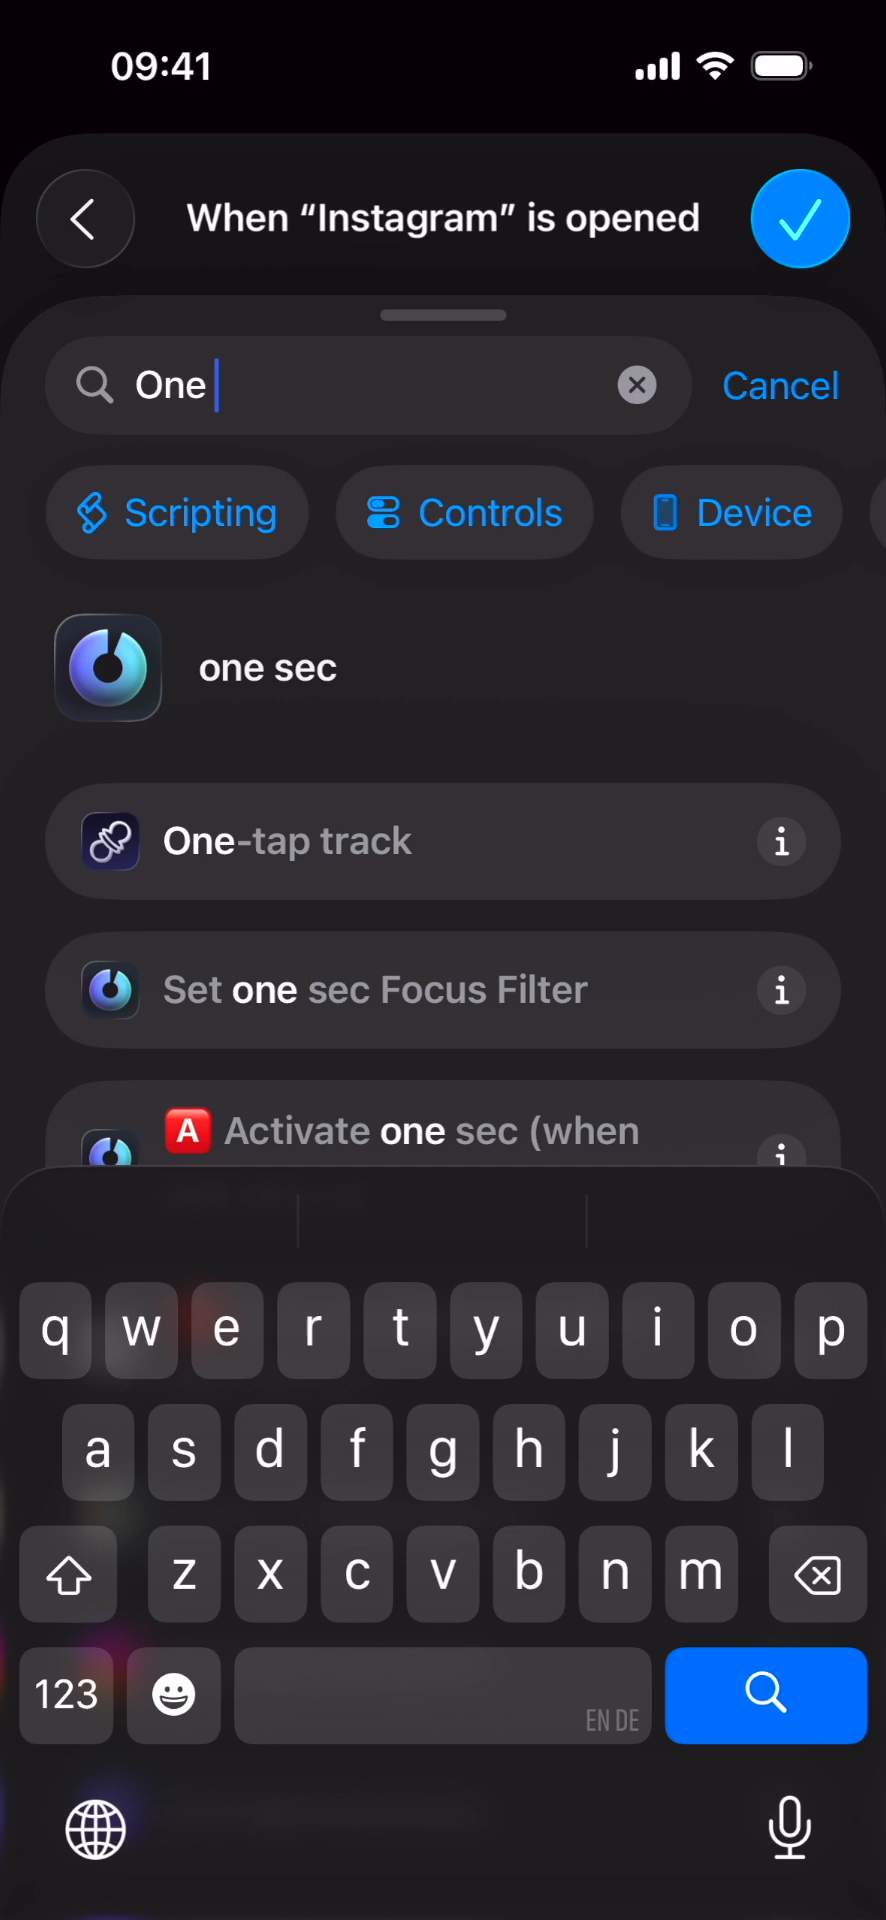 09:41
When “Instagram” is opened
One
Cancel
Scripting
Controls
Device
one sec
One-tap track
Set one sec Focus Filter
A Activate one sec (when
q w e r t y u i o p
a s d f g h j k l
z x c v b n m
123
EN DE